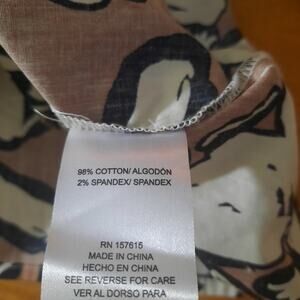 98% COTTON/ ALGODÓN
2% SPANDEX/ SPANDEX
RN 157615
MADE IN CHINA
HECHO EN CHINA
SEE REVERSE FOR CARE
VER AL DORSO PARA